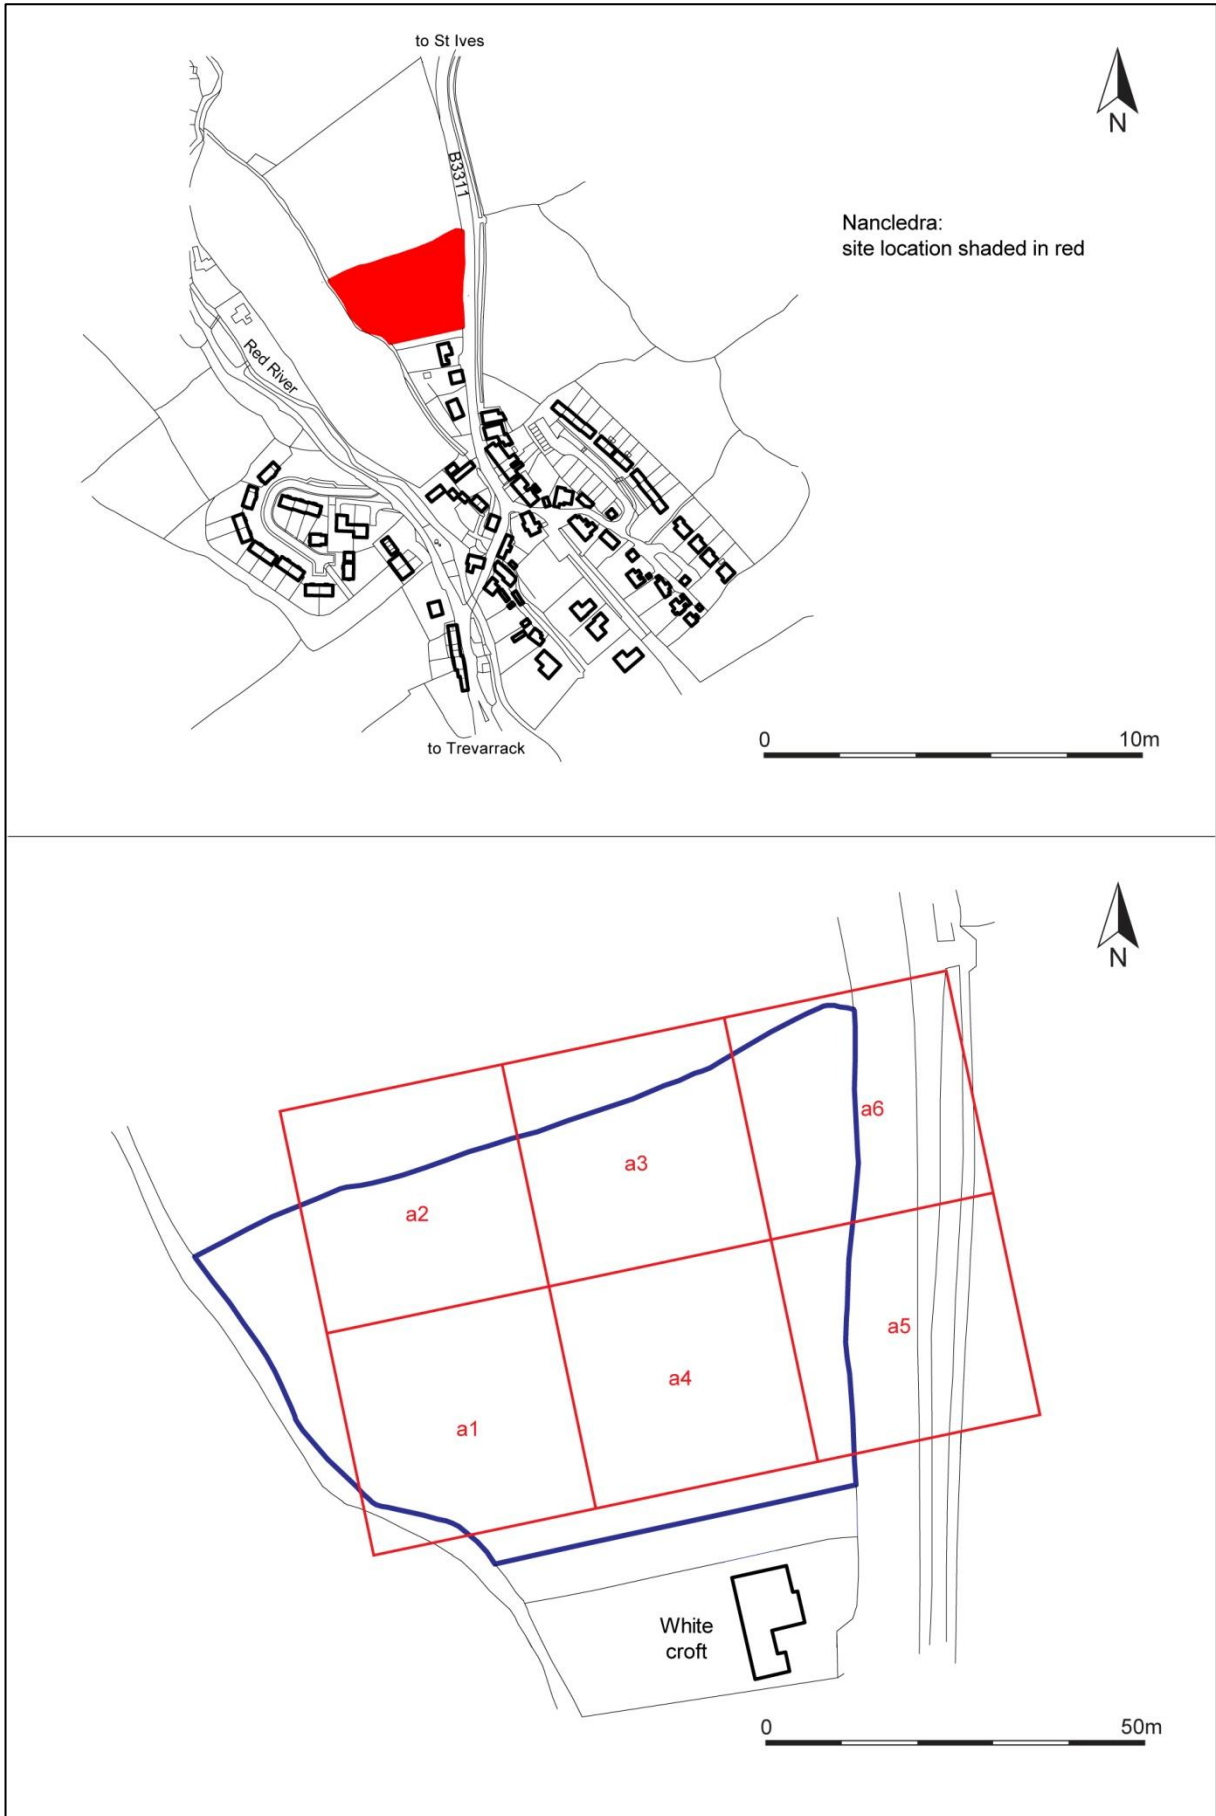 to St Ives
N
B3311
Nancledra:
site location shaded in red
Red River
to Trevarrack
0 10m
N
a6
a3
a2
a5
a4
a1
White
croft
0 50m